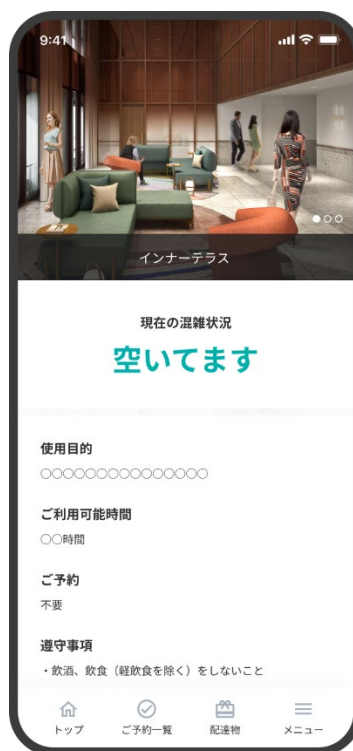 9:41
インナーテラス
現在の混雑状況
空いてます
使用目的
○○○○○○○○○○○○○○○
ご利用可能時間
○○時間
ご予約
不要
遵守事項
・飲酒、飲食（軽飲食を除く）をしないこと
トップ ご予約一覧 配達物 メニュー